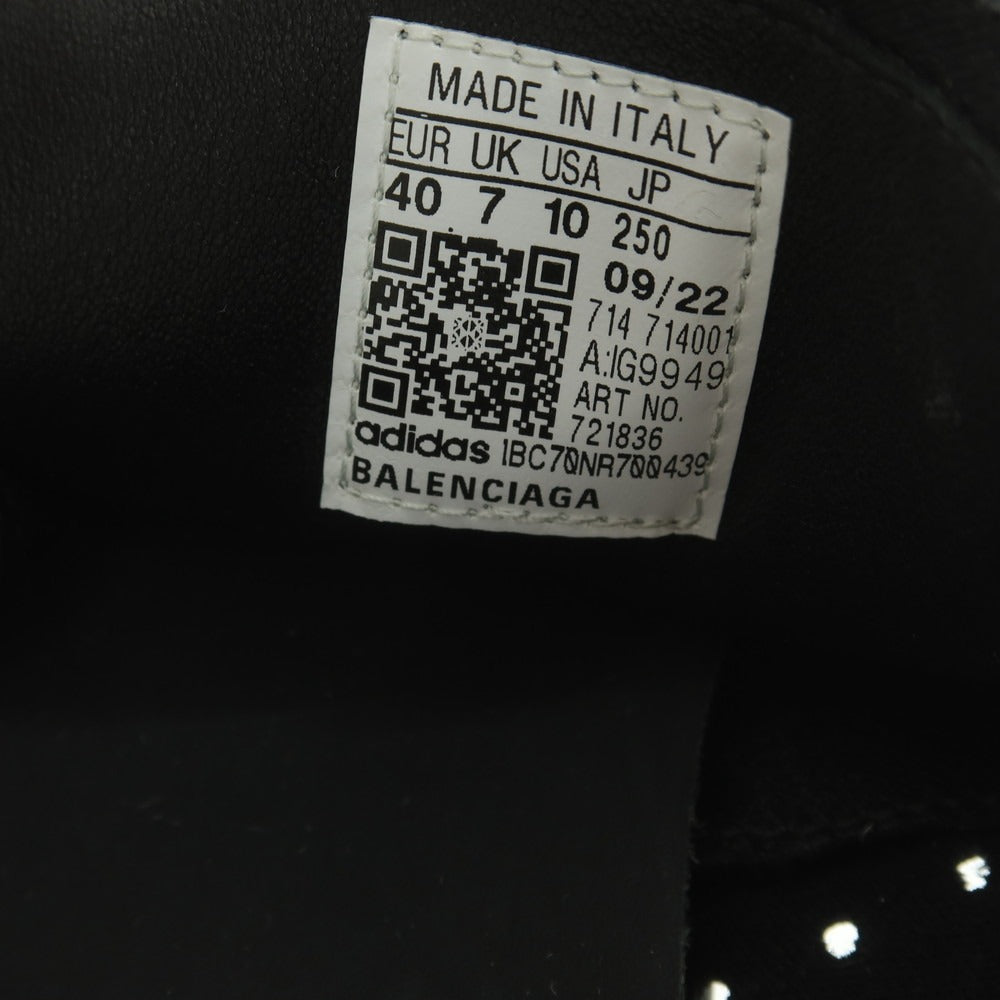 MADE IN ITALY
EUR UK USA JP
40 7 10 250
09/22
714 714001
A:IG9949
ART NO.
721836
adidas 1BC70NR700439
BALENCIAGA